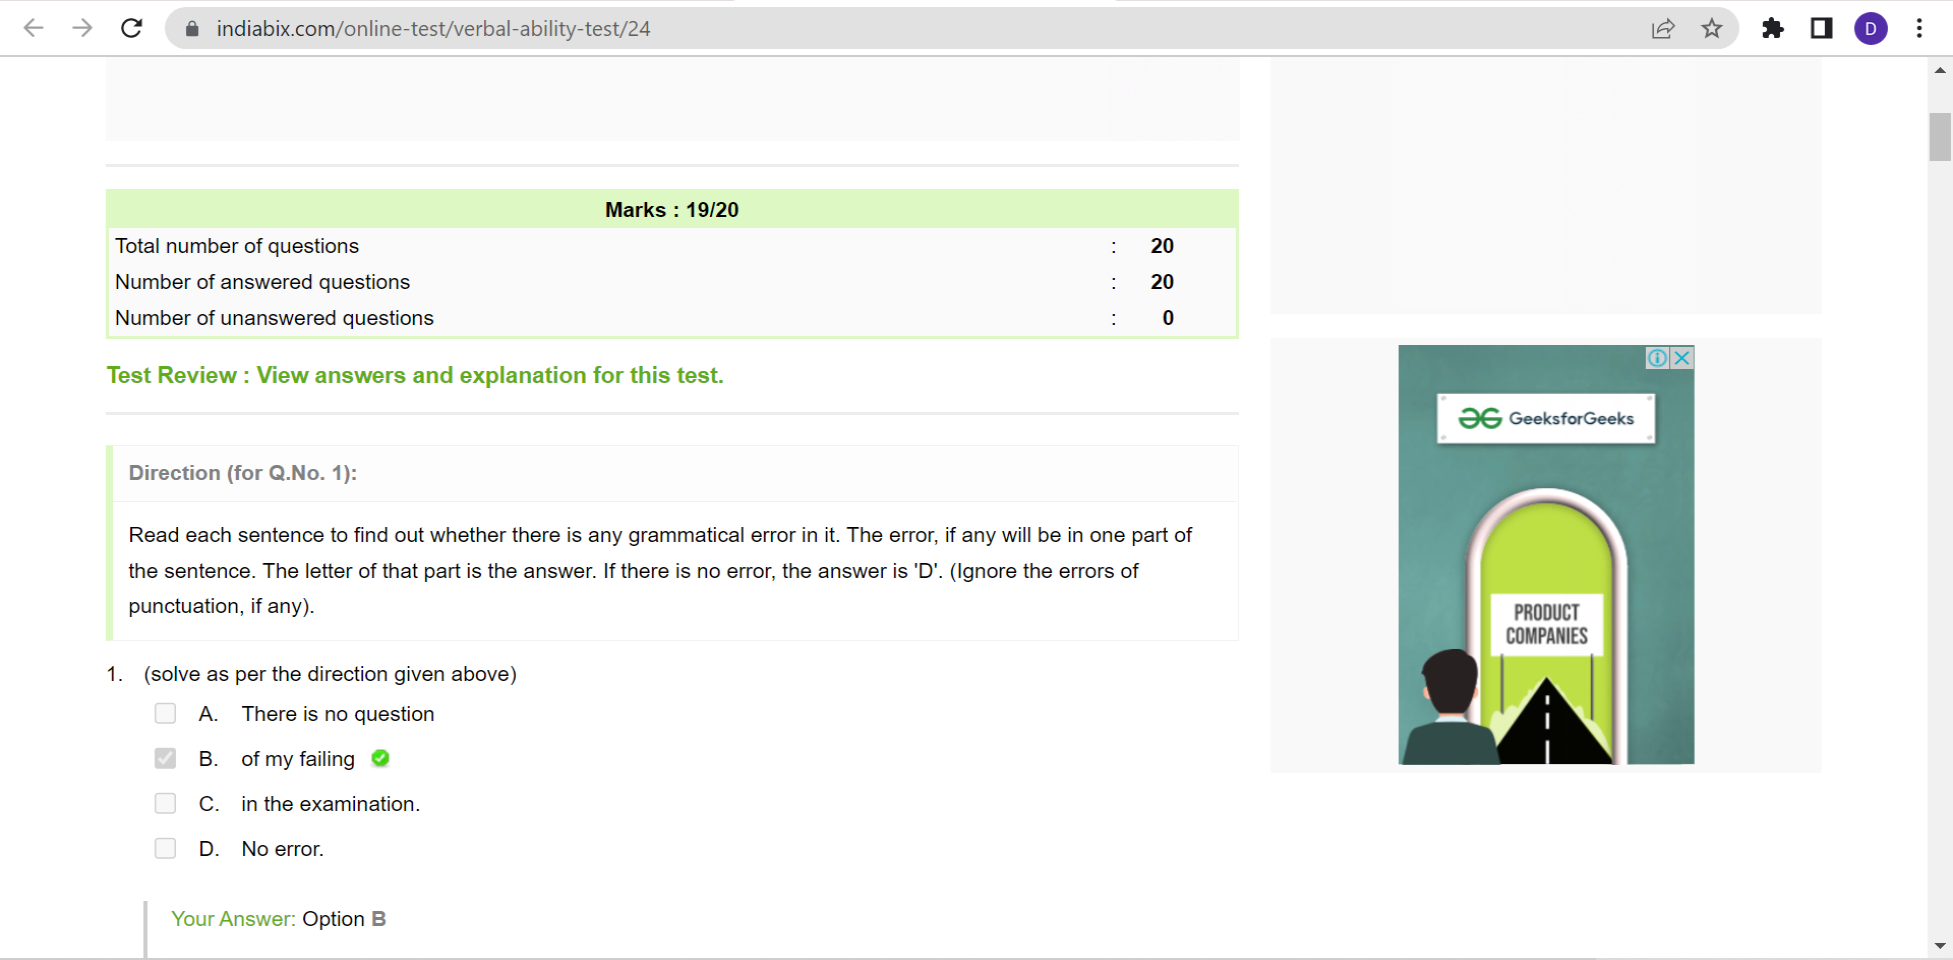 indiabix.com/online-test/verbal-ability-test/24
D
Marks : 19/20
Total number of questions : 20
Number of answered questions : 20
Number of unanswered questions : 0
Test Review : View answers and explanation for this test.
GeeksforGeeks
Direction (for Q.No. 1):
Read each sentence to find out whether there is any grammatical error in it. The error, if any will be in one part of
the sentence. The letter of that part is the answer. If there is no error, the answer is 'D'. (Ignore the errors of
punctuation, if any).
PRODUCT
COMPANIES
1. (solve as per the direction given above)
A. There is no question
B. of my failing
C. in the examination.
D. No error.
Your Answer: Option B